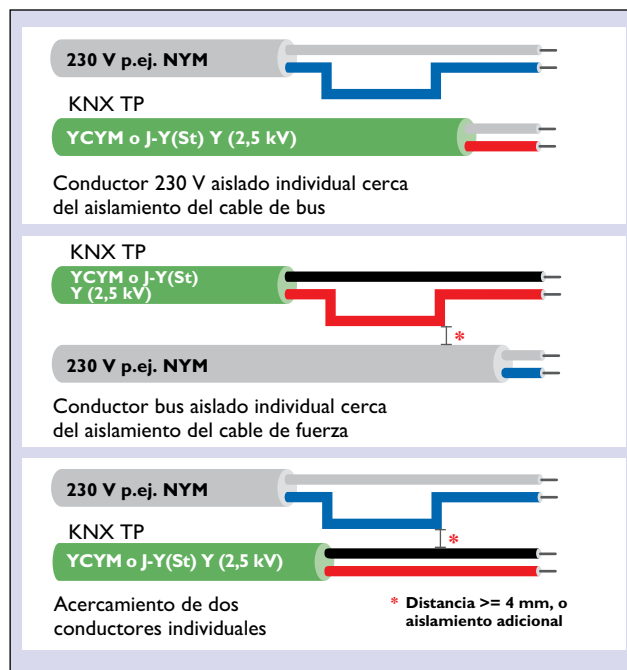 230 V p.ej. NYM
KNX TP
YCYM o J-Y(St) Y (2,5 kV)
Conductor 230 V aislado individual cerca
del aislamiento del cable de bus
KNX TP
YCYM o J-Y(St)
Y (2,5 kV)
*
230 V p.ej. NYM
Conductor bus aislado individual cerca
del aislamiento del cable de fuerza
230 V p.ej. NYM
KNX TP
*
YCYM o J-Y(St) Y (2,5 kV)
Acercamiento de dos
conductores individuales
* Distancia >= 4 mm, o
aislamiento adicional